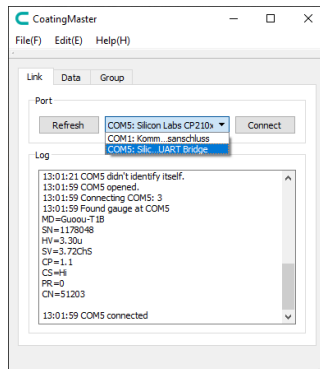 CoatingMaster
File(F) Edit(E) Help(H)
Link Data Group
Port
Refresh COM5: Silicon Labs CP210x Connect
COM1: Komm...sanschluss
COM5: Silic...UART Bridge
Log
13:01:21 COM5 didn't identify itself.
13:01:59 COM5 opened.
13:01:59 Connecting COM5: 3
13:01:59 Found gauge at COM5
MD=Guoou-T1B
SN=1178048
HV=3.30u
SV=3.72ChS
CP=1.1
CS=Hi
PR=0
CN=51203
13:01:59 COM5 connected